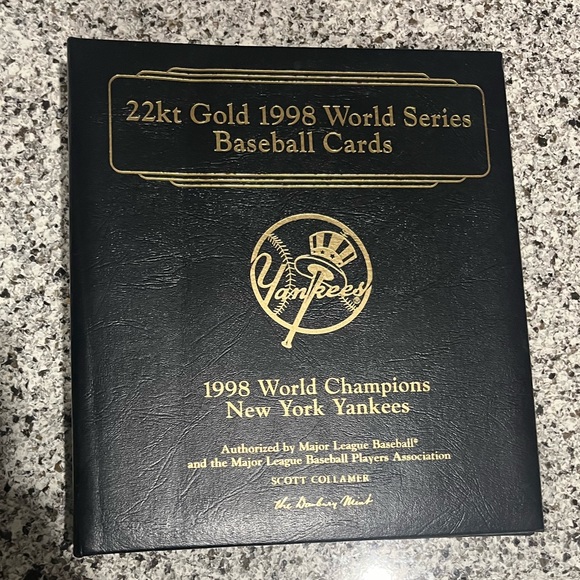 22kt Gold 1998 World Series
Baseball Cards
Yankees®
1998 World Champions
New York Yankees
Authorized by Major League Baseball®
and the Major League Baseball Players Association
SCOTT COLLAMER
the Danbury Mint